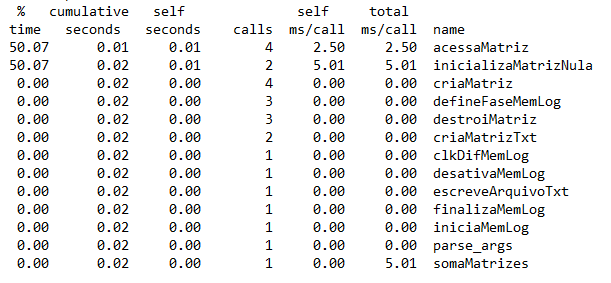 %   cumulative   self              self     total
 time   seconds   seconds    calls  ms/call  ms/call  name
 50.07      0.01     0.01        4     2.50     2.50  acessaMatriz
 50.07      0.02     0.01        2     5.01     5.01  inicializaMatrizNula
  0.00      0.02     0.00        4     0.00     0.00  criaMatriz
  0.00      0.02     0.00        3     0.00     0.00  defineFaseMemLog
  0.00      0.02     0.00        3     0.00     0.00  destroiMatriz
  0.00      0.02     0.00        2     0.00     0.00  criaMatrizTxt
  0.00      0.02     0.00        1     0.00     0.00  clkDifMemLog
  0.00      0.02     0.00        1     0.00     0.00  desativaMemLog
  0.00      0.02     0.00        1     0.00     0.00  escreveArquivoTxt
  0.00      0.02     0.00        1     0.00     0.00  finalizaMemLog
  0.00      0.02     0.00        1     0.00     0.00  iniciaMemLog
  0.00      0.02     0.00        1     0.00     0.00  parse_args
  0.00      0.02     0.00        1     0.00     5.01  somaMatrizes